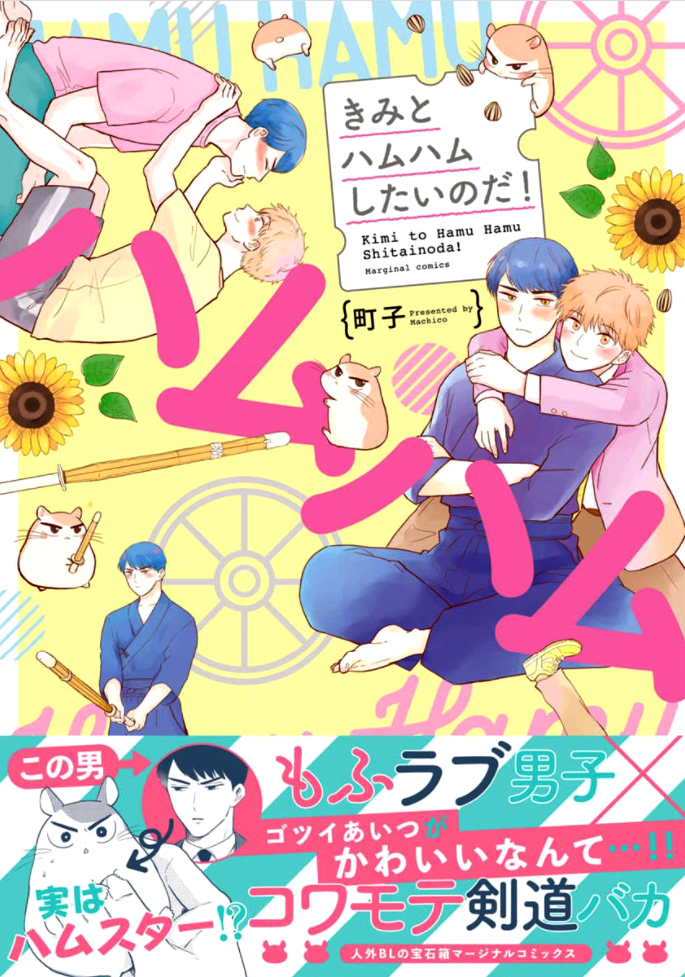 HAMU HAMU
きみと
ハムハム
したいのだ!
Kimi to Hamu Hamu
Shitainoda!
Marginal comics
{町子 Presented by Machico}
ハムハム
この男
もふラブ男子×
ゴツイあいつが
かわいいなんて…!!
コワモテ剣道バカ
実は
ハムスター!?
人外BLの宝石箱マージナルコミックス